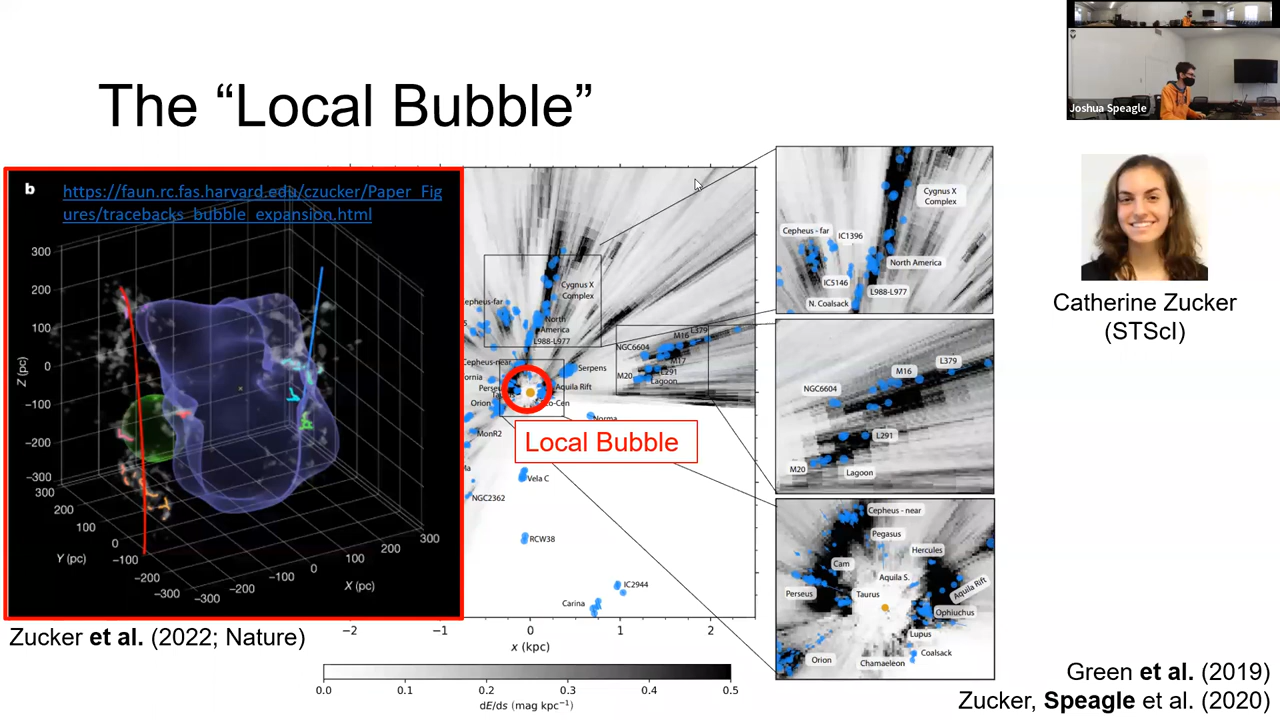 The “Local Bubble”
Joshua Speagle
b
https://faun.rc.fas.harvard.edu/czucker/Paper_Fig
ures/tracebacks_bubble_expansion.html
300
200
100
0
−100
−200
−300
Z (pc)
300
200
100
0
−100
−200
−300
Y (pc)
−300
−200
−100
0
100
200
300
X (pc)
Zucker et al. (2022; Nature)
Cygnus X
Complex
North
America
L988-L977
Cepheus-near
Serpens
Aquila Rift
Orion
MonR2
NGC2362
Norma
Vela C
RCW38
IC2944
Carina
NGC6604
M16
L379
M17
L291
M20
Lagoon
Local Bubble
−2
−1
0
1
2
x (kpc)
0.0
0.1
0.2
0.3
0.4
0.5
dE/ds (mag kpc⁻¹)
Cygnus X
Complex
Cepheus - far
IC1396
North America
IC5146
L988-L977
N. Coalsack
L379
M16
NGC6604
L291
M20
Lagoon
Cepheus - near
Pegasus
Hercules
Cam
Aquila S.
Perseus
Taurus
Aquila Rift
Ophiuchus
Lupus
Coalsack
Orion
Chamaeleon
Catherine Zucker
(STScI)
Green et al. (2019)
Zucker, Speagle et al. (2020)